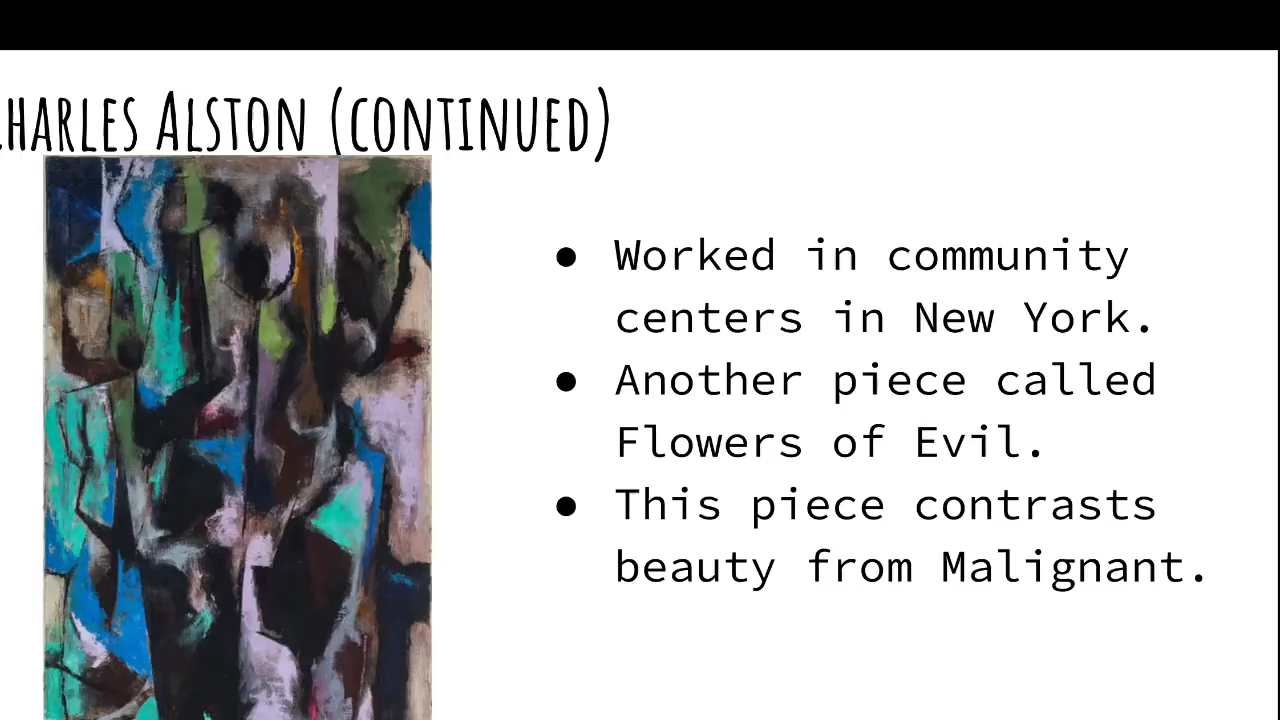 Charles Alston (continued)
● Worked in community
centers in New York.
● Another piece called
Flowers of Evil.
● This piece contrasts
beauty from Malignant.